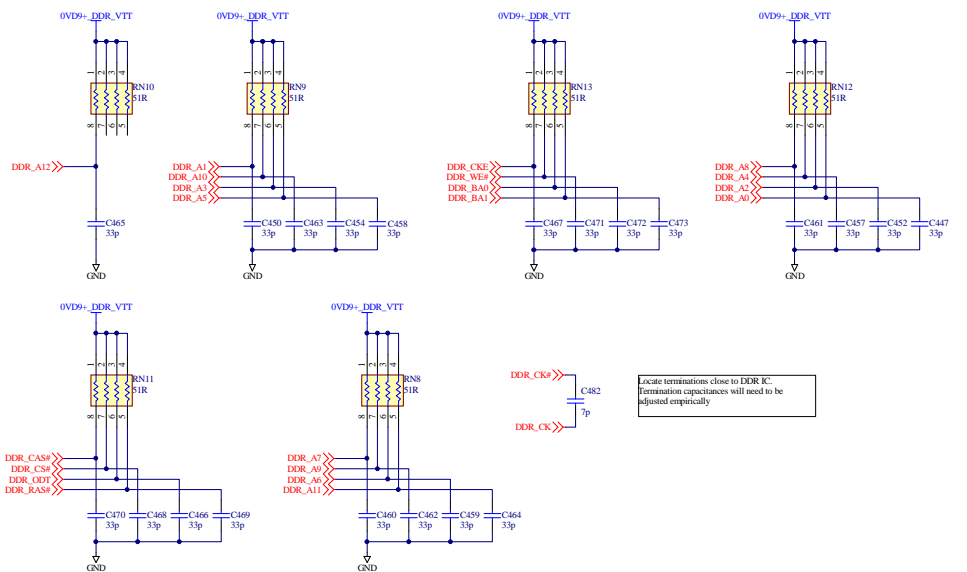 0VD9+_DDR_VTT
1 2 3 4
RN10
51R
8 7 6 5
DDR_A12
C465
33p
GND
0VD9+_DDR_VTT
1 2 3 4
RN9
51R
8 7 6 5
DDR_A1
DDR_A10
DDR_A3
DDR_A5
C450 C463 C454 C458
33p 33p 33p 33p
GND
0VD9+_DDR_VTT
1 2 3 4
RN13
51R
8 7 6 5
DDR_CKE
DDR_WE#
DDR_BA0
DDR_BA1
C467 C471 C472 C473
33p 33p 33p 33p
GND
0VD9+_DDR_VTT
1 2 3 4
RN12
51R
8 7 6 5
DDR_A8
DDR_A4
DDR_A2
DDR_A0
C461 C457 C452 C447
33p 33p 33p 33p
GND
0VD9+_DDR_VTT
1 2 3 4
RN11
51R
8 7 6 5
DDR_CAS#
DDR_CS#
DDR_ODT
DDR_RAS#
C470 C468 C466 C469
33p 33p 33p 33p
GND
0VD9+_DDR_VTT
1 2 3 4
RN8
51R
8 7 6 5
DDR_A7
DDR_A9
DDR_A6
DDR_A11
C460 C462 C459 C464
33p 33p 33p 33p
GND
DDR_CK#
C482
7p
DDR_CK
Locate terminations close to DDR IC.
Termination capacitances will need to be
adjusted empirically